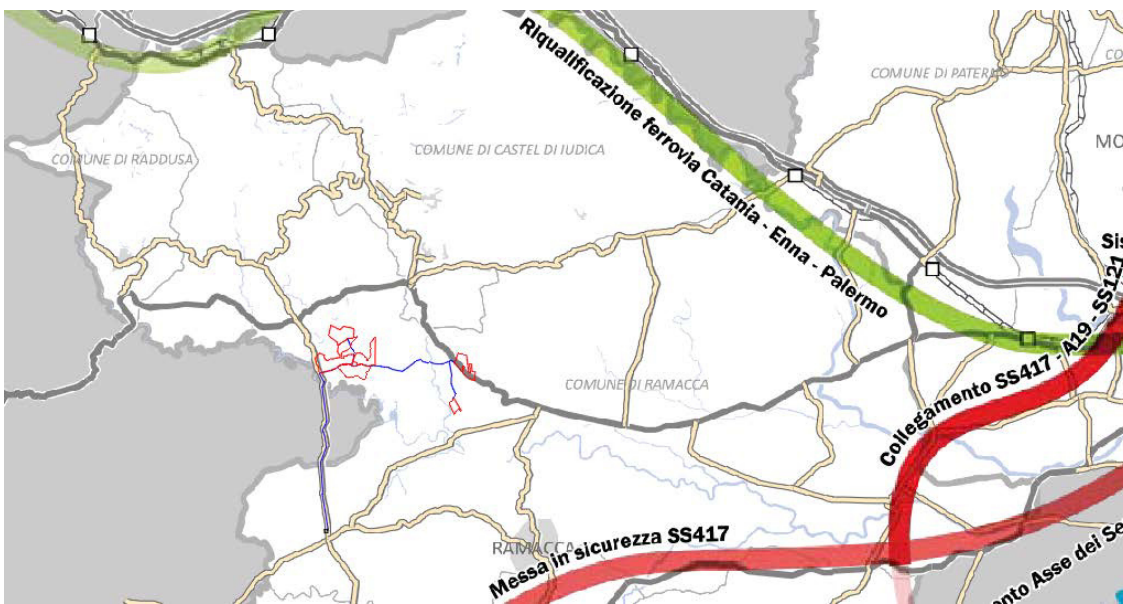 Riqualificazione ferrovia Catania - Enna - Palermo
COMUNE DI PATERNO
MO
COMUNE DI RADDUSA
COMUNE DI CASTEL DI IUDICA
Sis
COMUNE DI RAMACCA
Collegamento SS417 - A19 - SS121
RAMACCA
Messa in sicurezza SS417
nto Asse dei Se